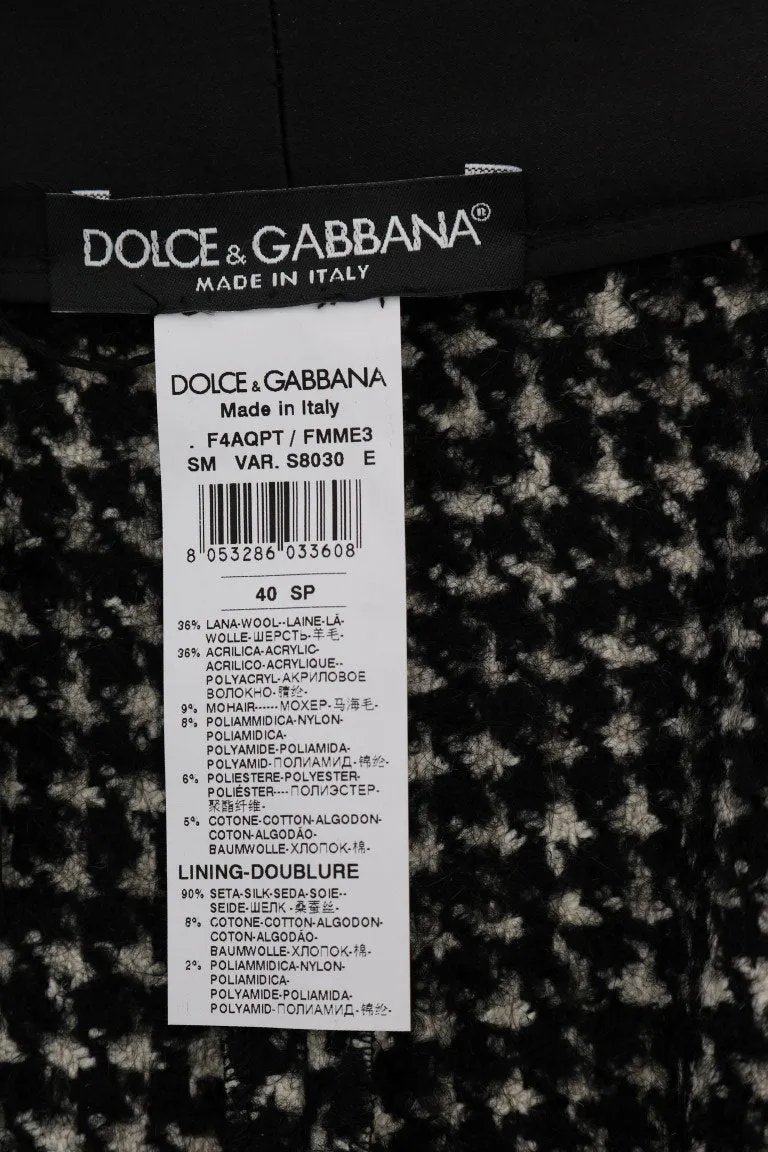 DOLCE & GABBANA®
MADE IN ITALY
DOLCE & GABBANA
Made in Italy
. F4AQPT / FMME3
SM VAR. S8030 E
8 053286 033608
40 SP
36% LANA-WOOL--LAINE-LÃ-
WOLLE-ШЕРСТЬ-羊毛-
36% ACRILICA-ACRYLIC-
ACRILICO-ACRYLIQUE--
POLYACRYL-АКРИЛОВОЕ
ВОЛОКНО-腈纶-
9% MOHAIR------МОХЕР-马海毛-
8% POLIAMMIDICA-NYLON-
POLIAMIDICA-
POLYAMIDE-POLIAMIDA-
POLYAMID-ПОЛИАМИД-锦纶-
6% POLIESTERE-POLYESTER-
POLIÉSTER----ПОЛИЭСТЕР-
聚酯纤维-
5% COTONE-COTTON-ALGODON-
COTON-ALGODÃO-
BAUMWOLLE-ХЛОПОК-棉-
LINING-DOUBLURE
90% SETA-SILK-SEDA-SOIE--
SEIDE-ШЕЛК-桑蚕丝-
8% COTONE-COTTON-ALGODON-
COTON-ALGODÃO-
BAUMWOLLE-ХЛОПОК-棉-
2% POLIAMMIDICA-NYLON-
POLIAMIDICA-
POLYAMIDE-POLIAMIDA-
POLYAMID-ПОЛИАМИД-锦纶-